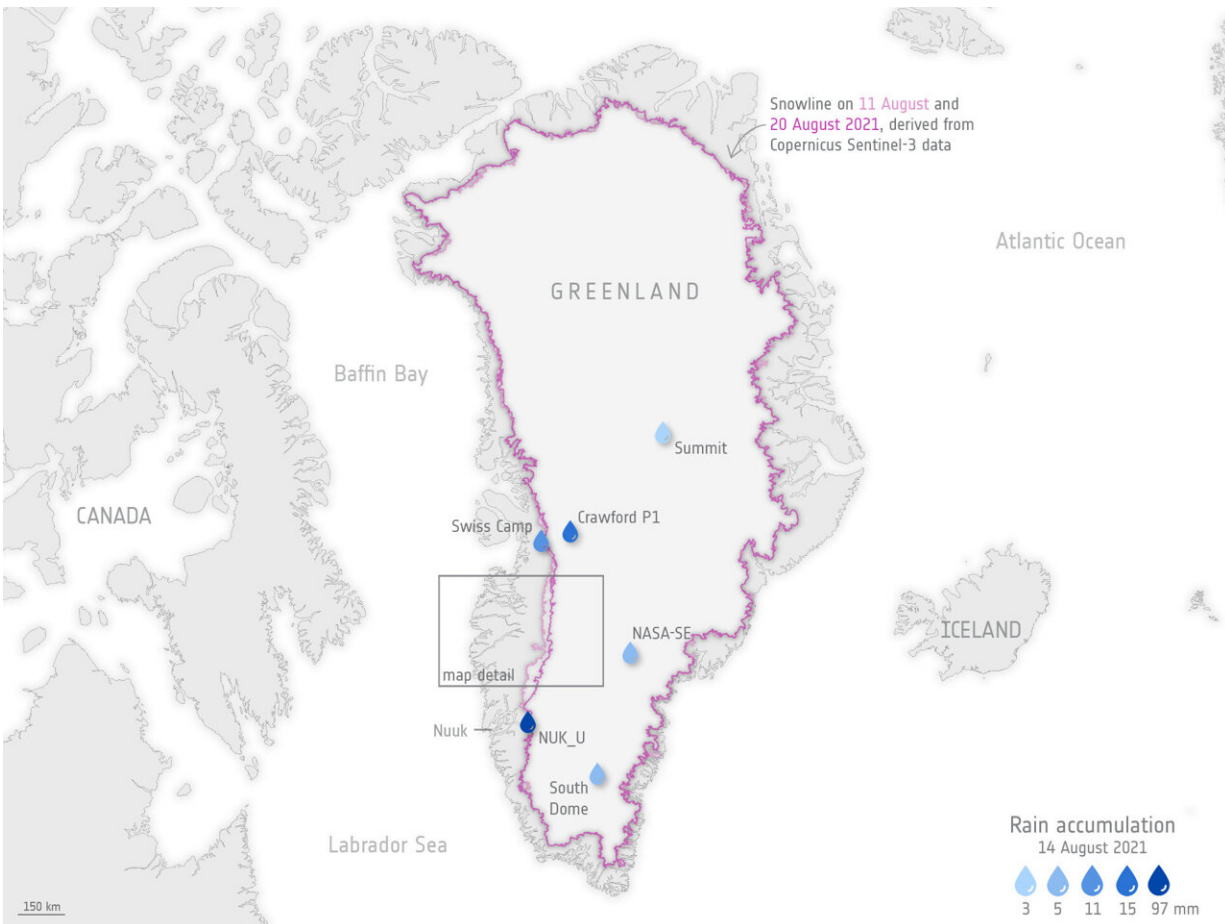 Snowline on 11 August and
20 August 2021, derived from
Copernicus Sentinel-3 data
Atlantic Ocean
GREENLAND
Baffin Bay
Summit
CANADA
Swiss Camp
Crawford P1
ICELAND
NASA-SE
map detail
Nuuk
NUK_U
South
Dome
Labrador Sea
Rain accumulation
14 August 2021
3 5 11 15 97 mm
150 km